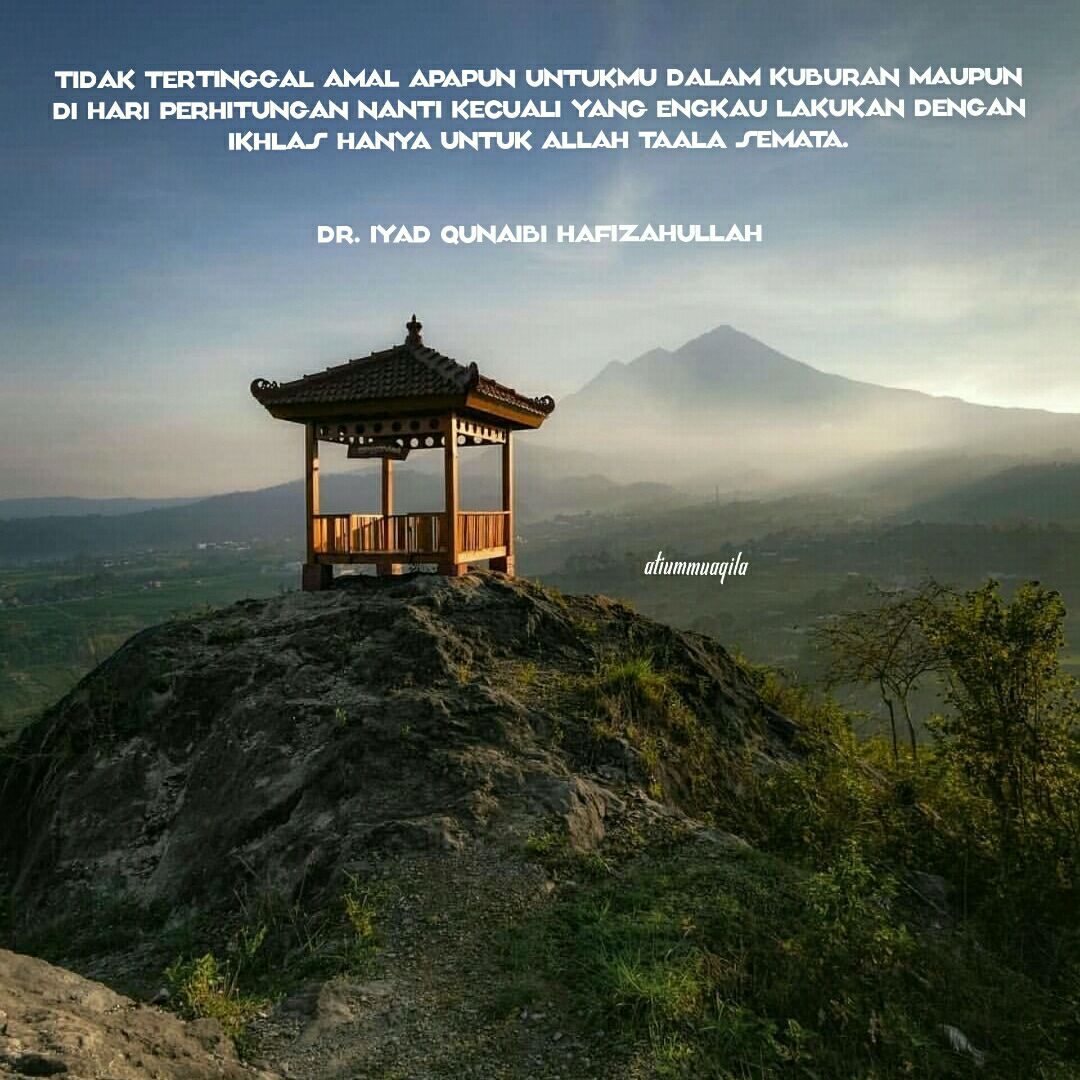 TIDAK TERTINGGAL AMAL APAPUN UNTUKMU DALAM KUBURAN MAUPUN
DI HARI PERHITUNGAN NANTI KECUALI YANG ENGKAU LAKUKAN DENGAN
IKHLAS HANYA UNTUK ALLAH TAALA SEMATA.
DR. IYAD QUNAIBI HAFIZAHULLAH
atiummuaqila